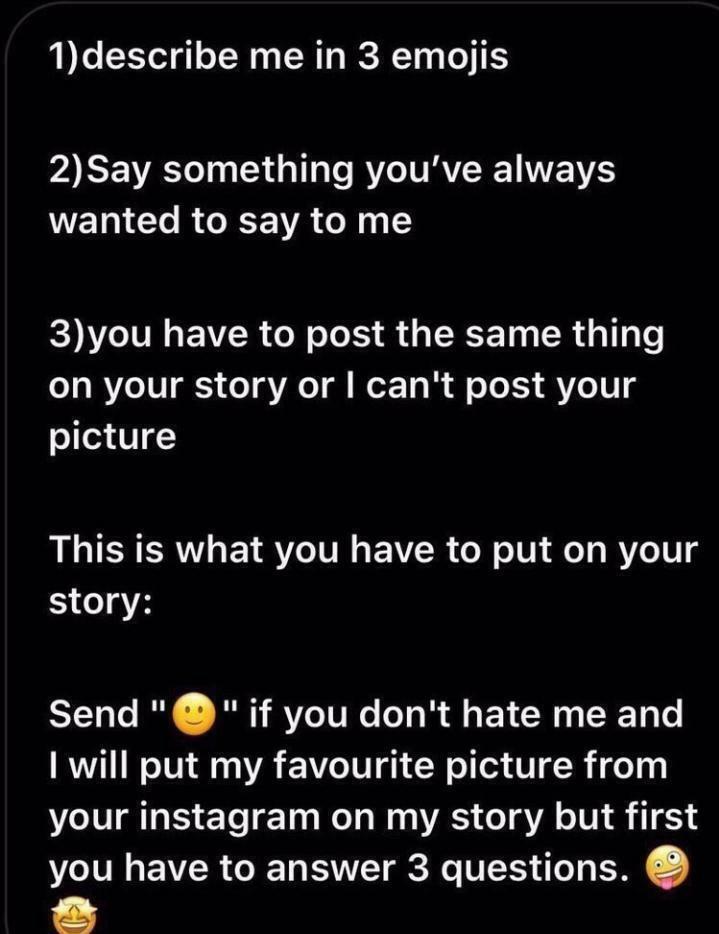 1)describe me in 3 emojis
2)Say something you’ve always
wanted to say to me
3)you have to post the same thing
on your story or I can't post your
picture
This is what you have to put on your
story:
Send "🙂" if you don't hate me and
I will put my favourite picture from
your instagram on my story but first
you have to answer 3 questions. 🤪
🤩